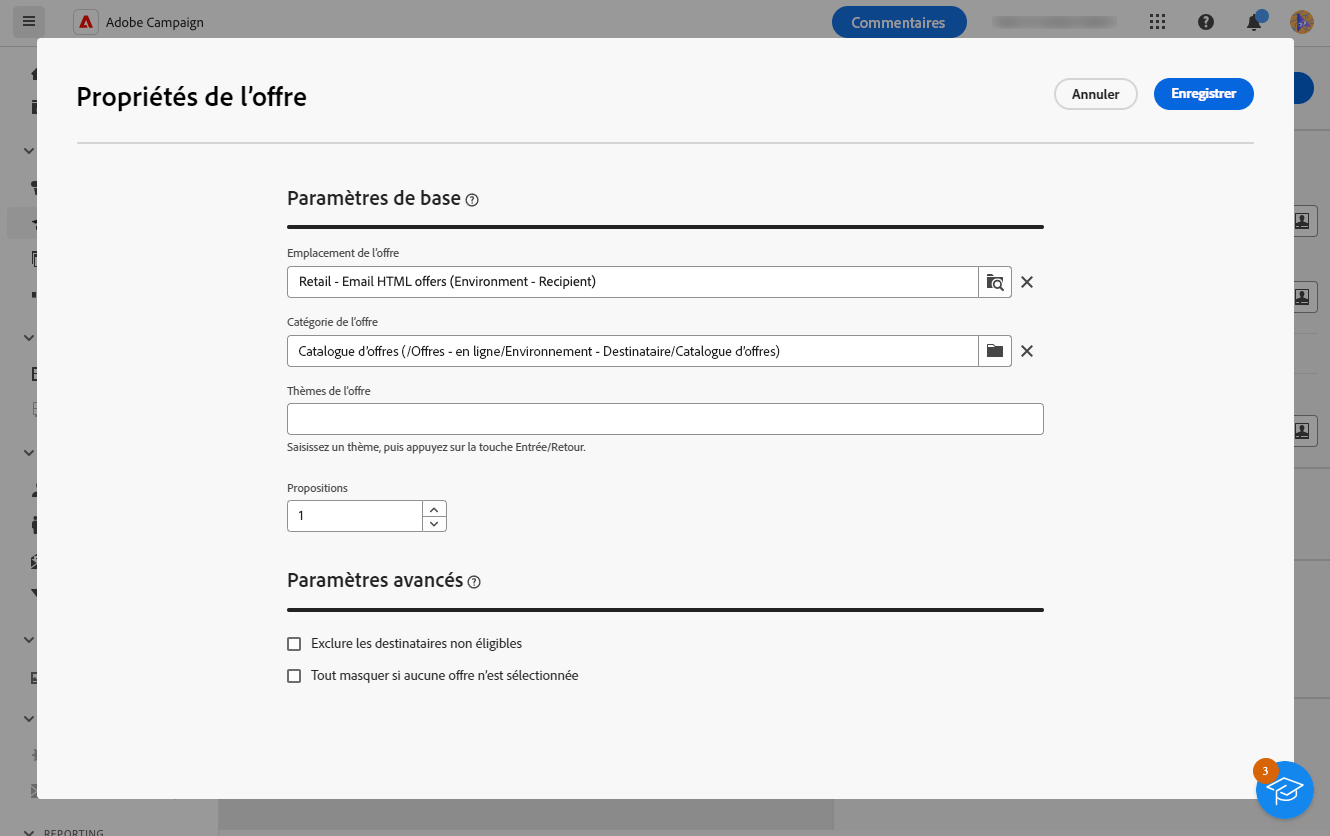 Adobe Campaign
Commentaires
Propriétés de l’offre
Annuler
Enregistrer
Paramètres de base
Emplacement de l’offre
Retail - Email HTML offers (Environment - Recipient)
Catégorie de l’offre
Catalogue d’offres (/Offres - en ligne/Environnement - Destinataire/Catalogue d’offres)
Thèmes de l’offre
Saisissez un thème, puis appuyez sur la touche Entrée/Retour.
Propositions
1
Paramètres avancés
Exclure les destinataires non éligibles
Tout masquer si aucune offre n’est sélectionnée
3
REPORTING